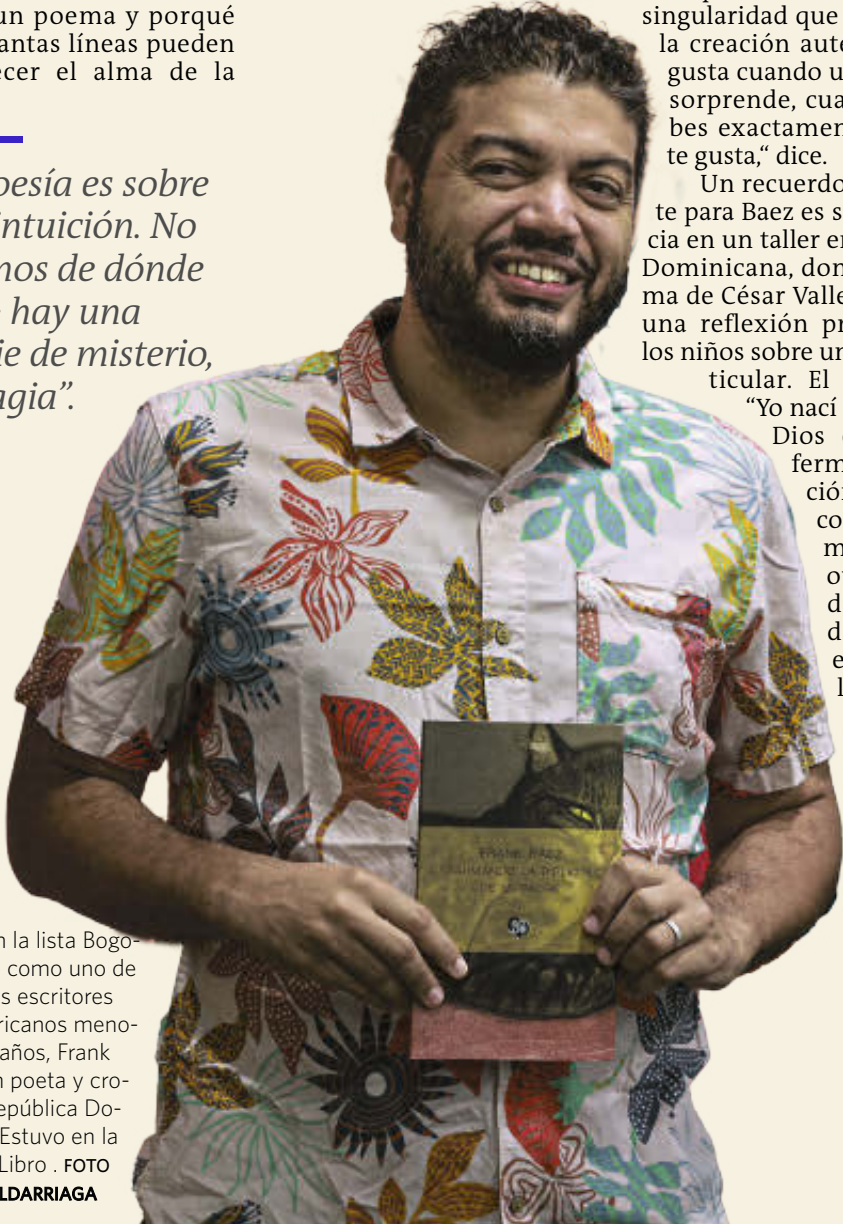 un poema y porqué
antas líneas pueden
ecer el alma de la
oesía es sobre
intuición. No
mos de dónde
hay una
ie de misterio,
agia”.
n la lista Bogo-
como uno de
s escritores
ricanos meno-
años, Frank
n poeta y cro-
epública Do-
Estuvo en la
Libro . FOTO
LDARRIAGA
singularidad que
la creación aute
gusta cuando u
sorprende, cua
bes exactamen
te gusta,“ dice.
Un recuerdo
te para Baez es s
cia en un taller en
Dominicana, don
ma de César Valle
una reflexión pr
los niños sobre un
ticular. El
“Yo nací
Dios
ferm
ción
co
m
o
d
d
e
l
FRANK BAEZ